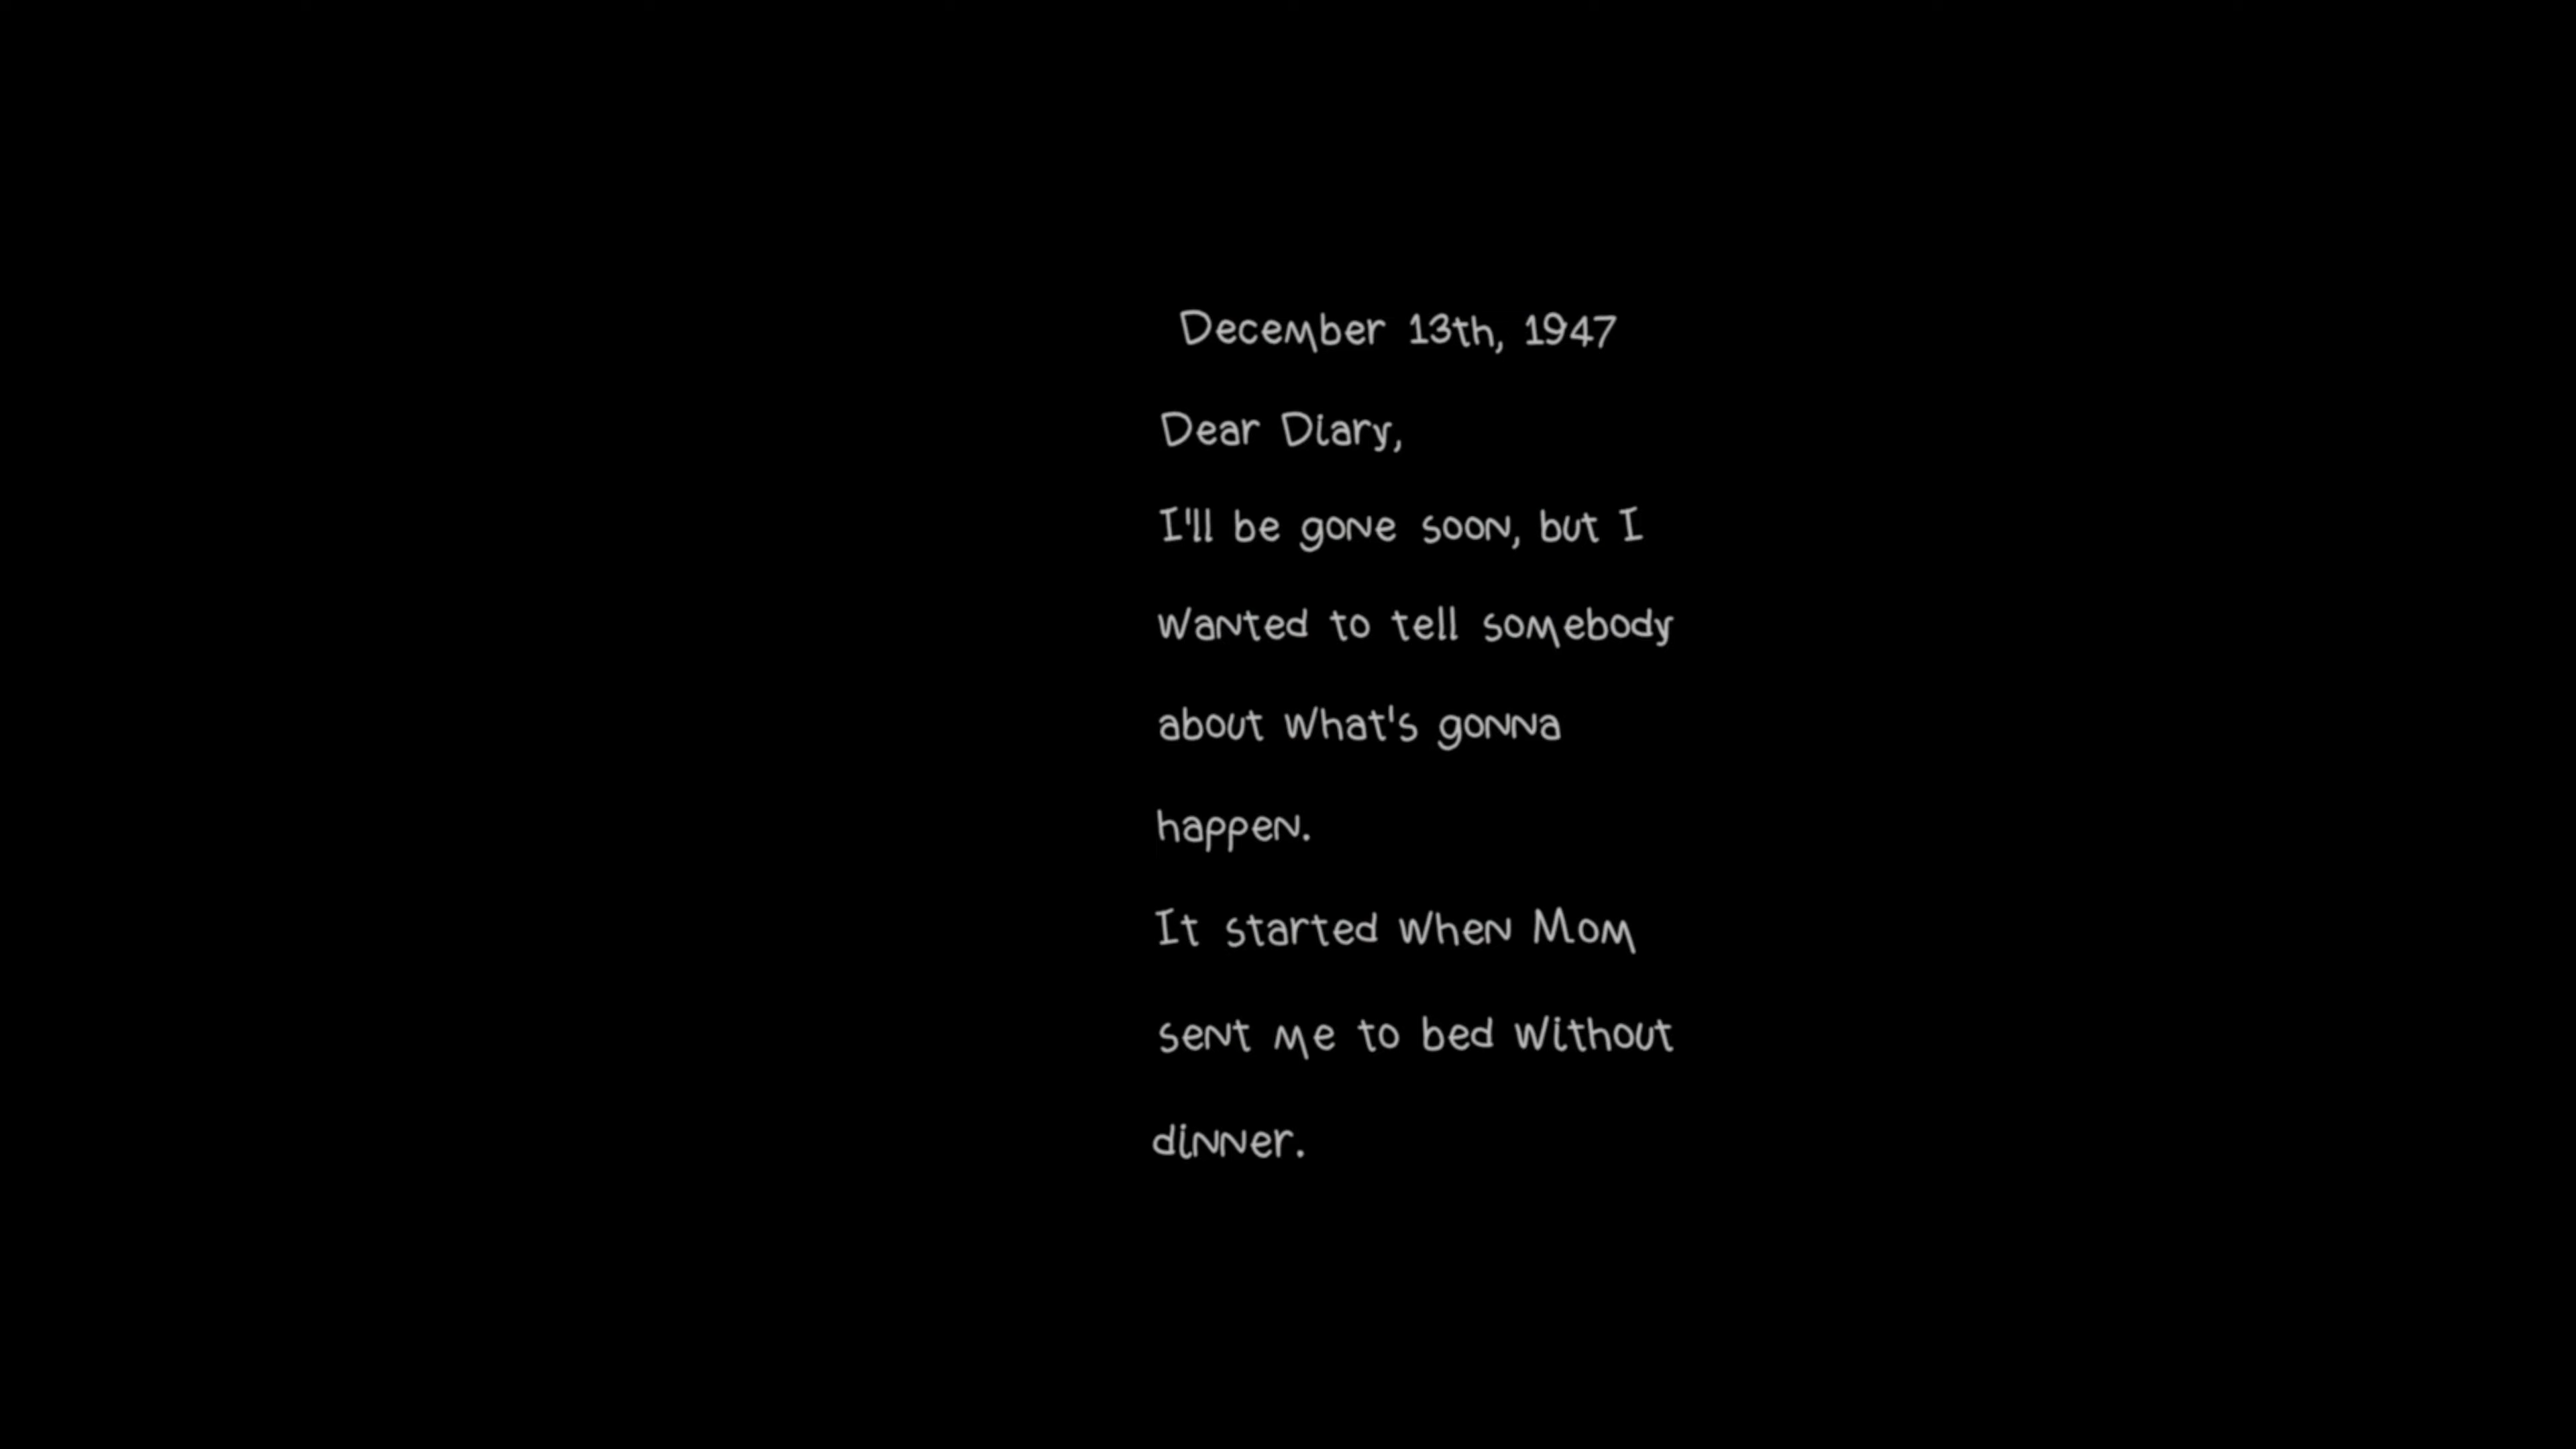 December 13th, 1947
Dear Diary,
I'll be gone soon, but I
wanted to tell somebody
about what's gonna
happen.
It started when Mom
sent me to bed without
dinner.